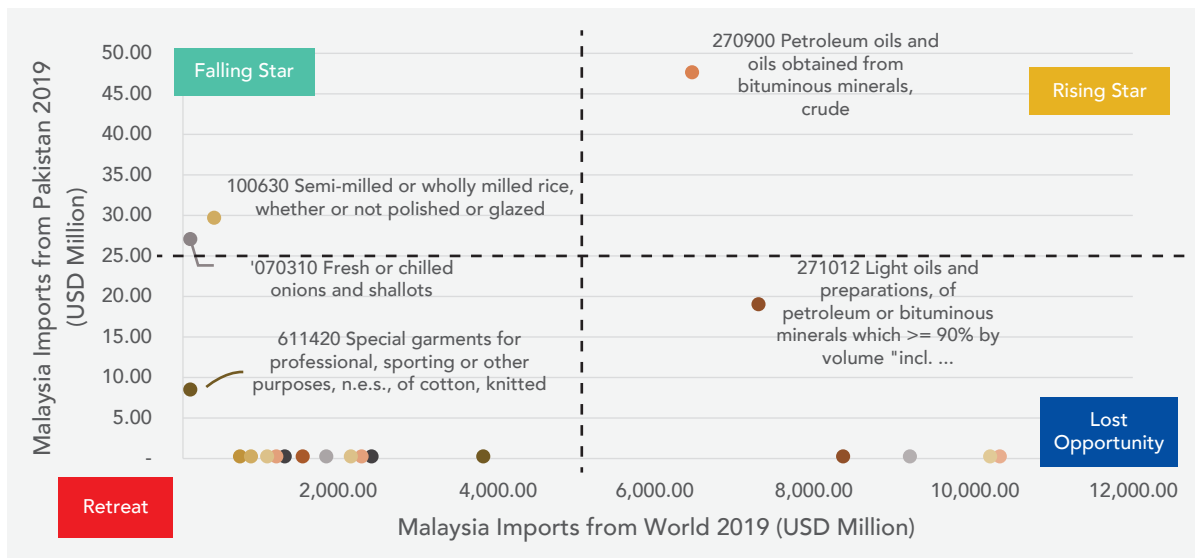 Malaysia Imports from Pakistan 2019
(USD Million)
50.00
45.00
40.00
35.00
30.00
25.00
20.00
15.00
10.00
5.00
-
Falling Star
270900 Petroleum oils and
oils obtained from
bituminous minerals,
crude
Rising Star
100630 Semi-milled or wholly milled rice,
whether or not polished or glazed
'070310 Fresh or chilled
onions and shallots
271012 Light oils and
preparations, of
petroleum or bituminous
minerals which >= 90% by
volume "incl. ...
611420 Special garments for
professional, sporting or other
purposes, n.e.s., of cotton, knitted
Lost
Opportunity
Retreat
2,000.00
4,000.00
6,000.00
8,000.00
10,000.00
12,000.00
Malaysia Imports from World 2019 (USD Million)